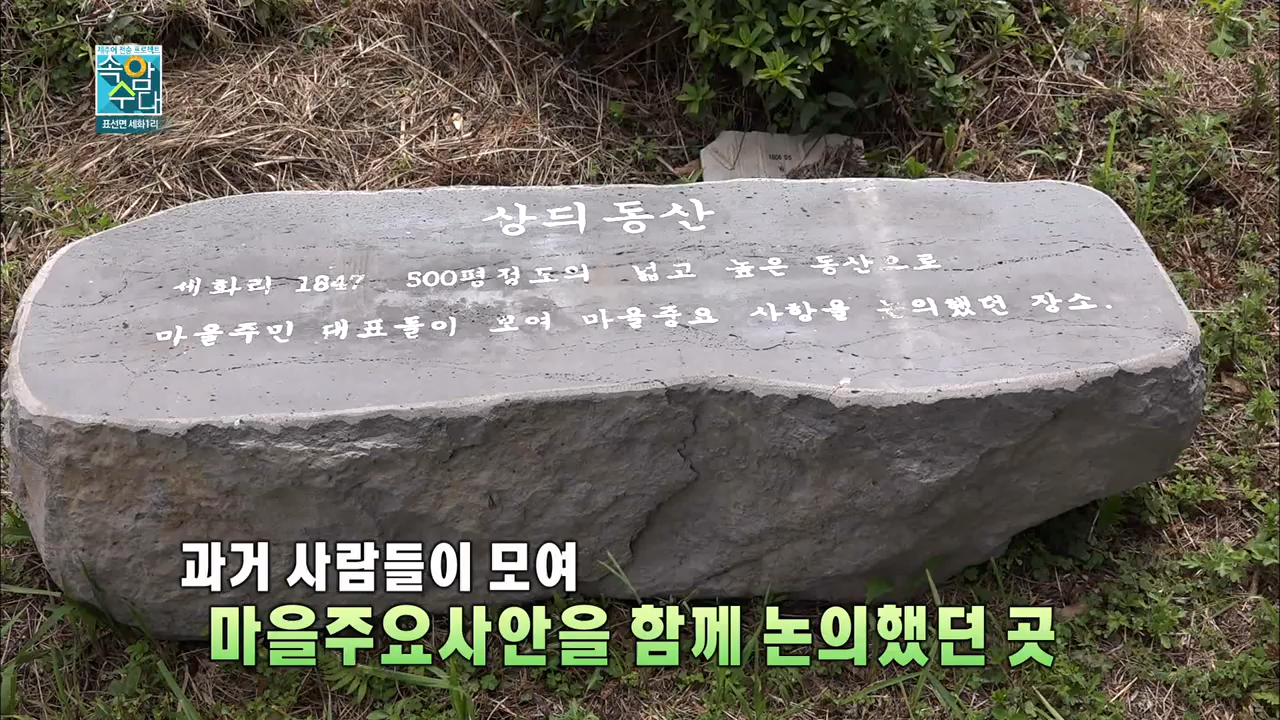 제주어 전승 프로젝트
속암수다
표선면 세화1리
1606 S5
상듸동산
세화리 1847 500평정도의 넓고 높은 동산으로
마을주민 대표들이 모여 마을중요 사항을 논의했던 장소.
과거 사람들이 모여
마을주요사안을 함께 논의했던 곳